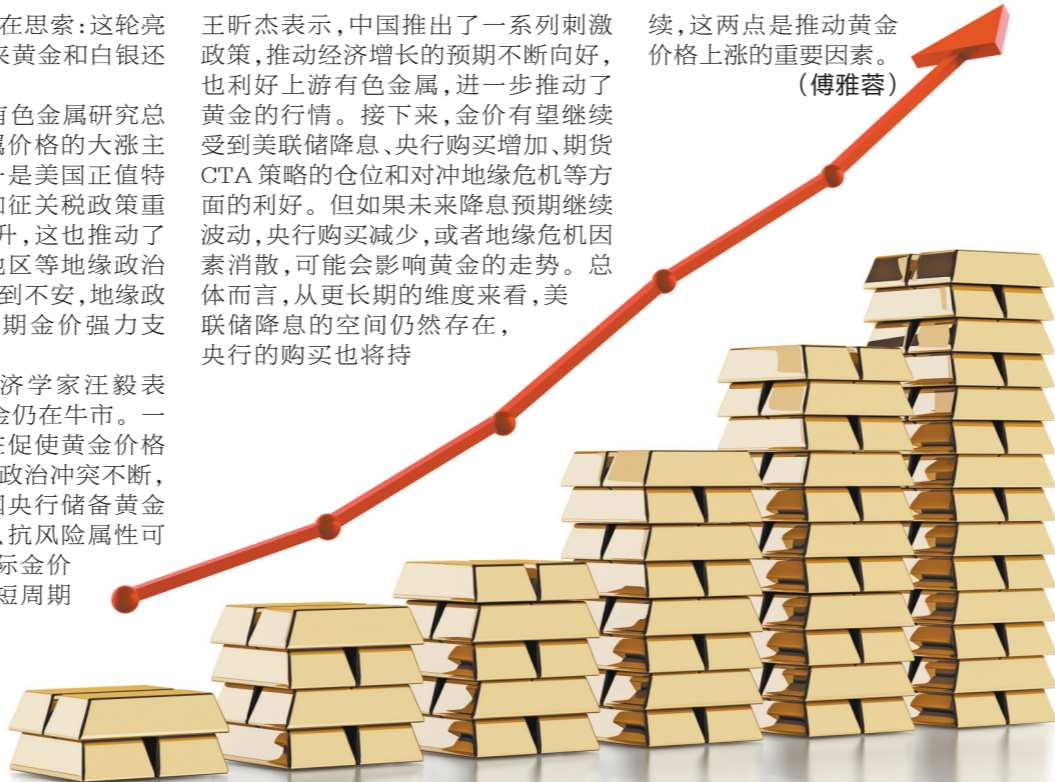 在思索:这轮亮
来黄金和白银还
有色金属研究总
属价格的大涨主
是美国正值特
加征关税政策重
升,这也推动了
地区等地缘政治
到不安,地缘政
期金价强力支
济学家汪毅表
金仍在牛市。一
在促使黄金价格
政治冲突不断,
国央行储备黄金
、抗风险属性可
际金价
短周期
王昕杰表示,中国推出了一系列刺激
政策,推动经济增长的预期不断向好,
也利好上游有色金属,进一步推动了
黄金的行情。接下来,金价有望继续
受到美联储降息、央行购买增加、期货
CTA 策略的仓位和对冲地缘危机等方
面的利好。但如果未来降息预期继续
波动,央行购买减少,或者地缘危机因
素消散,可能会影响黄金的走势。总
体而言,从更长期的维度来看,美
联储降息的空间仍然存在,
央行的购买也将持
续,这两点是推动黄金
价格上涨的重要因素。
(傅雅蓉)